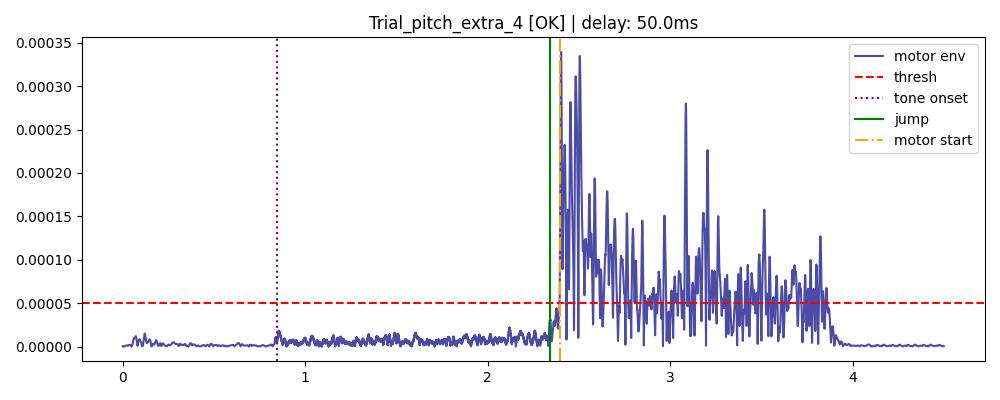 Trial_pitch_extra_4 [OK] | delay: 50.0ms
0.00035
0.00030
0.00025
0.00020
0.00015
0.00010
0.00005
0.00000
motor env
thresh
tone onset
jump
motor start
0 1 2 3 4